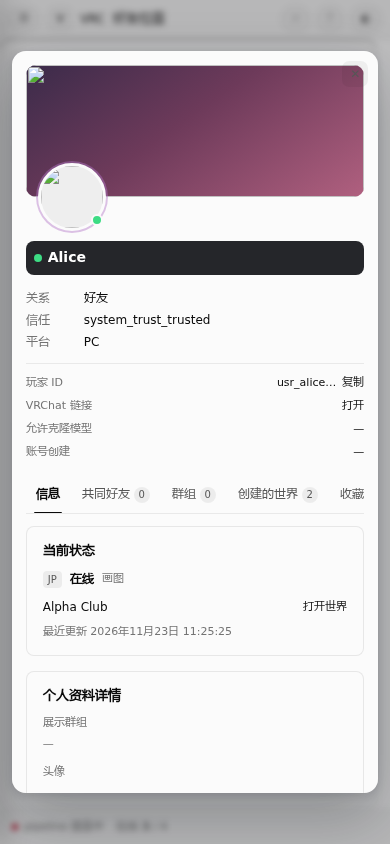 Alice
关系 好友
信任 system_trust_trusted
平台 PC
玩家 ID usr_alice... 复制
VRChat 链接 打开
允许克隆模型 —
账号创建 —
信息 共同好友 0 群组 0 创建的世界 2 收藏
当前状态
JP 在线 画图
Alpha Club 打开世界
最近更新 2026年11月23日 11:25:25
个人资料详情
展示群组
—
头像